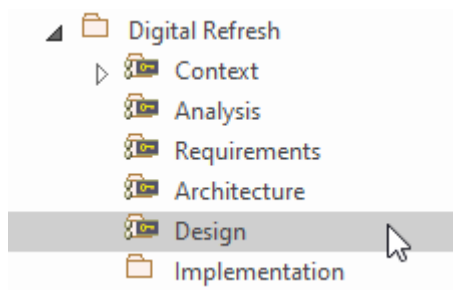 Digital Refresh
Context
Analysis
Requirements
Architecture
Design
Implementation